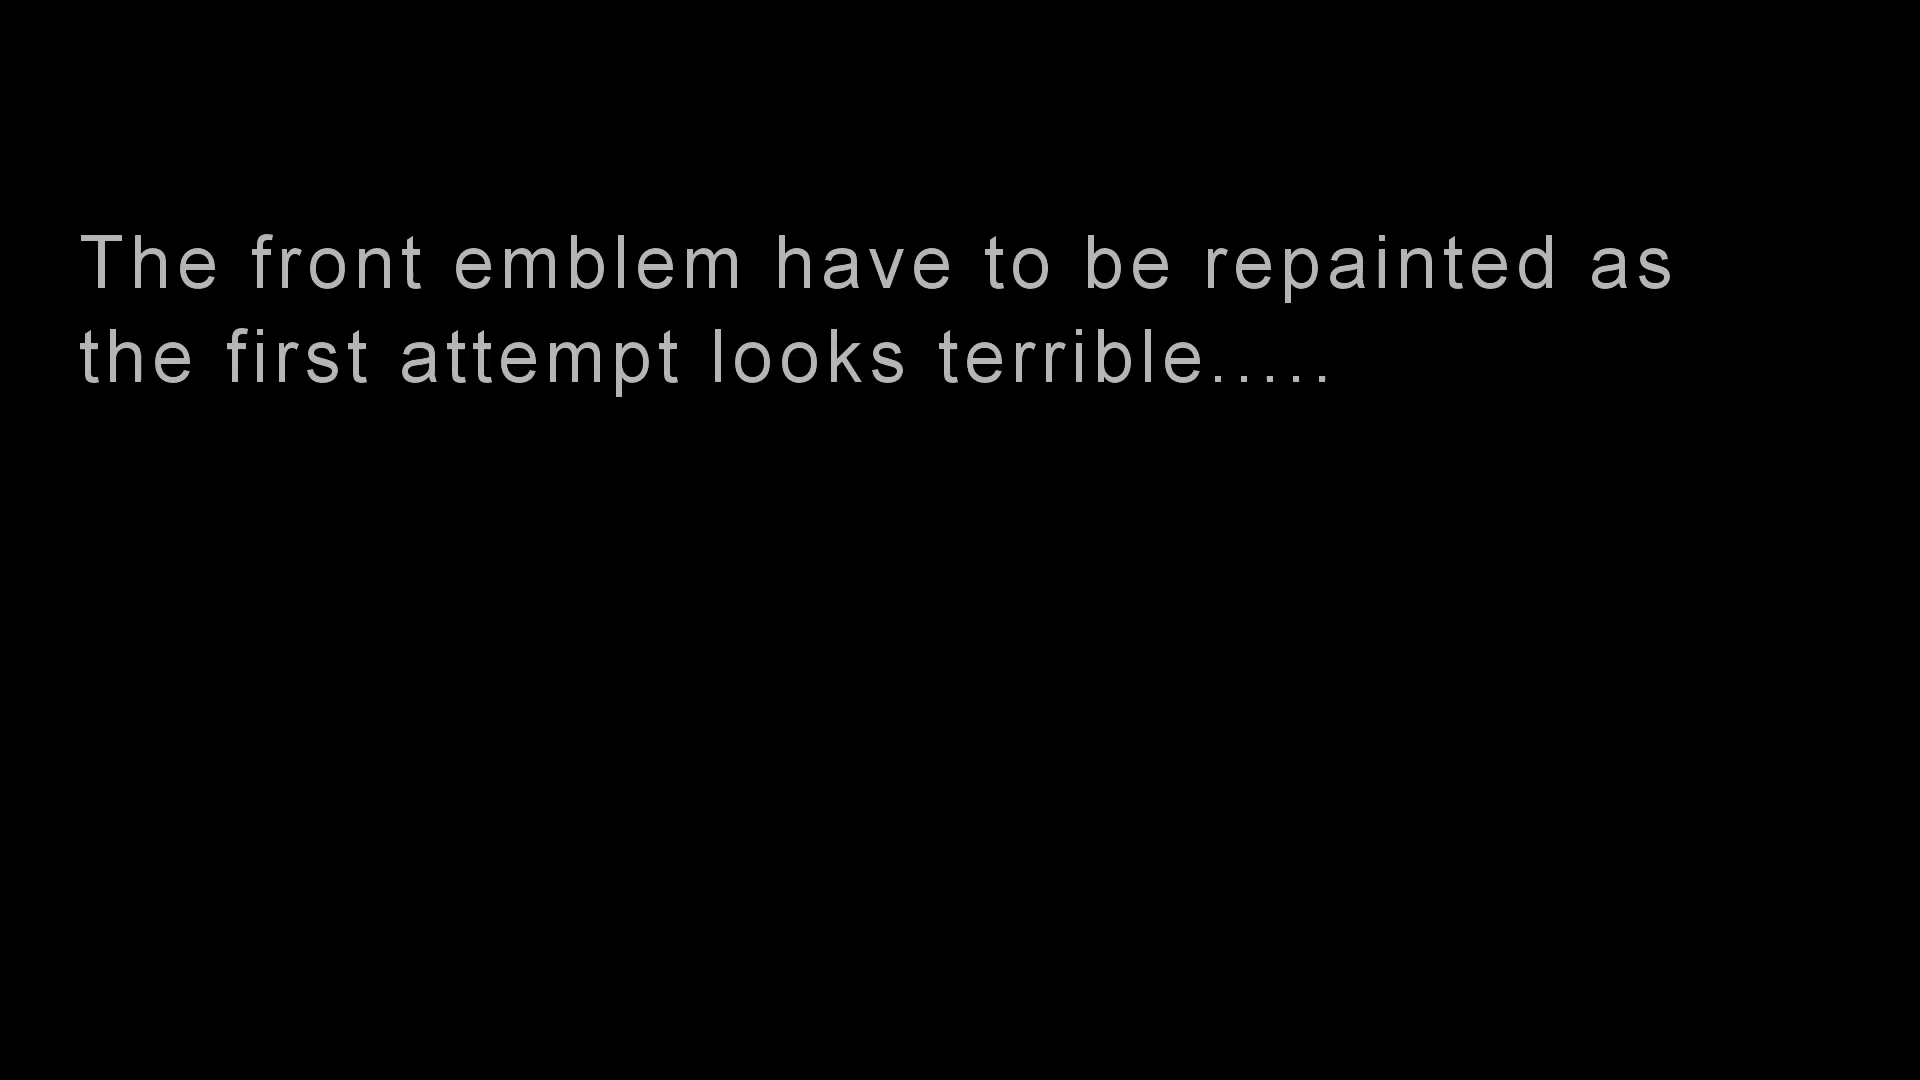 The front emblem have to be repainted as
the first attempt looks terrible.....